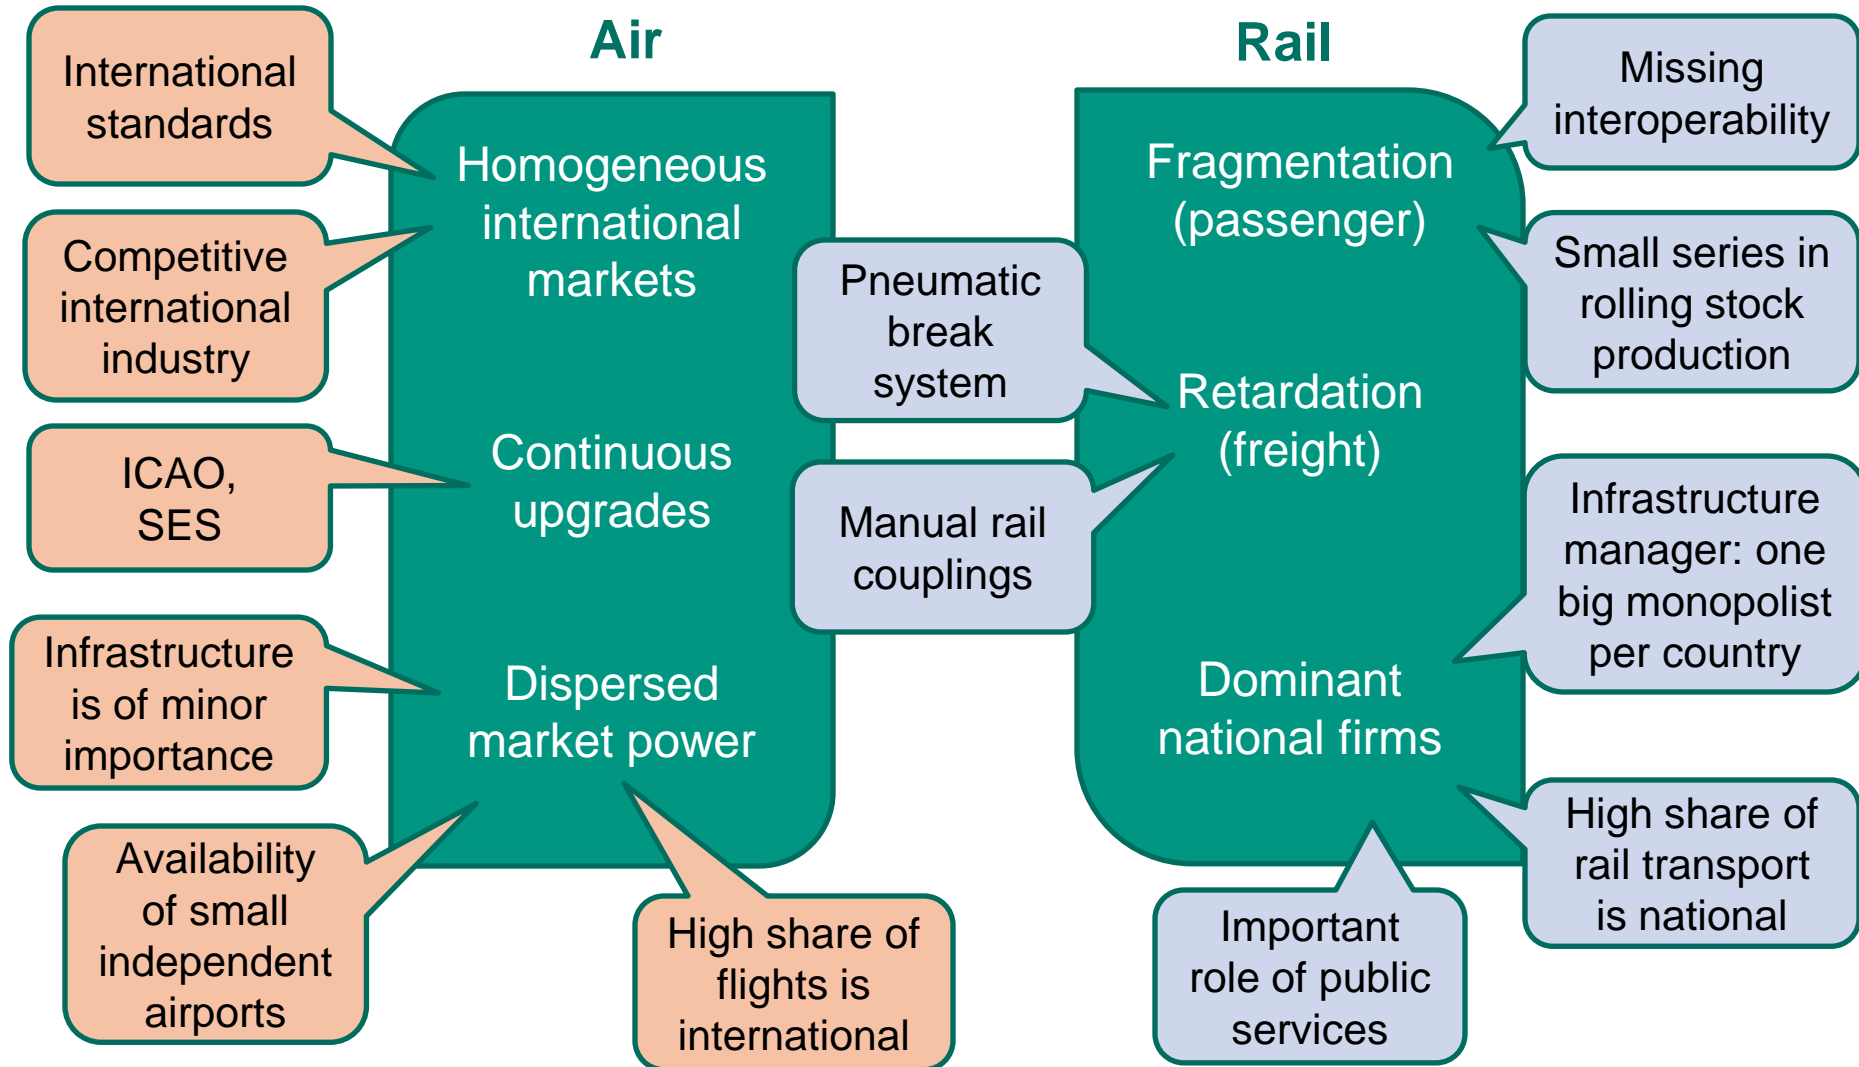 Air
International
standards
Competitive
international
industry
ICAO,
SES
Infrastructure
is of minor
importance
Availability
of small
independent
airports
High share of
flights is
international
Homogeneous
international
markets
Continuous
upgrades
Dispersed
market power
Rail
Fragmentation
(passenger)
Retardation
(freight)
Dominant
national firms
Pneumatic
break
system
Manual rail
couplings
Missing
interoperability
Small series in
rolling stock
production
Infrastructure
manager: one
big monopolist
per country
High share of
rail transport
is national
Important
role of public
services